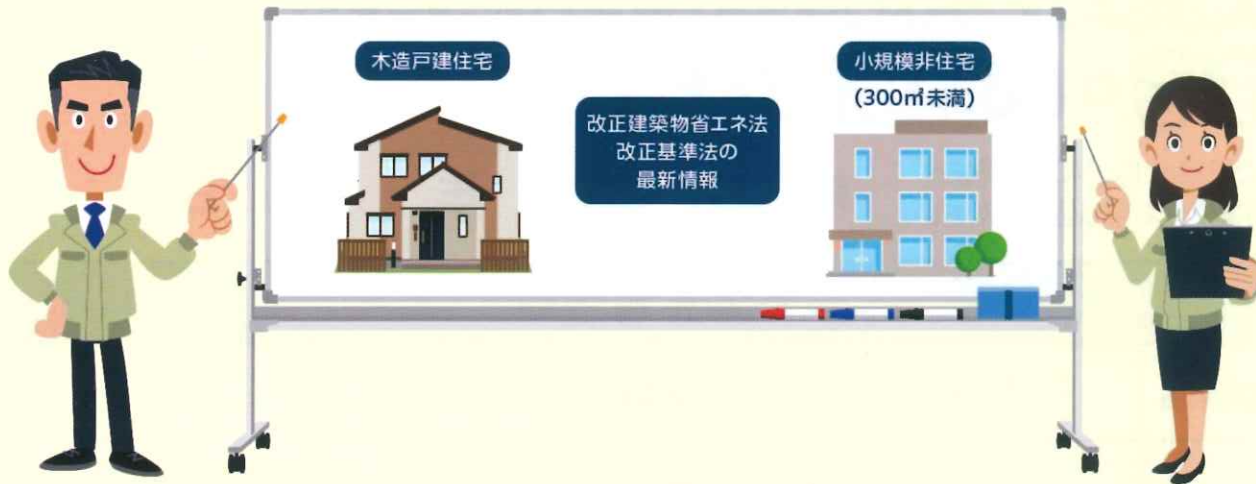 木造戸建住宅
改正建築物省エネ法
改正基準法の
最新情報
小規模非住宅
(300㎡未満)